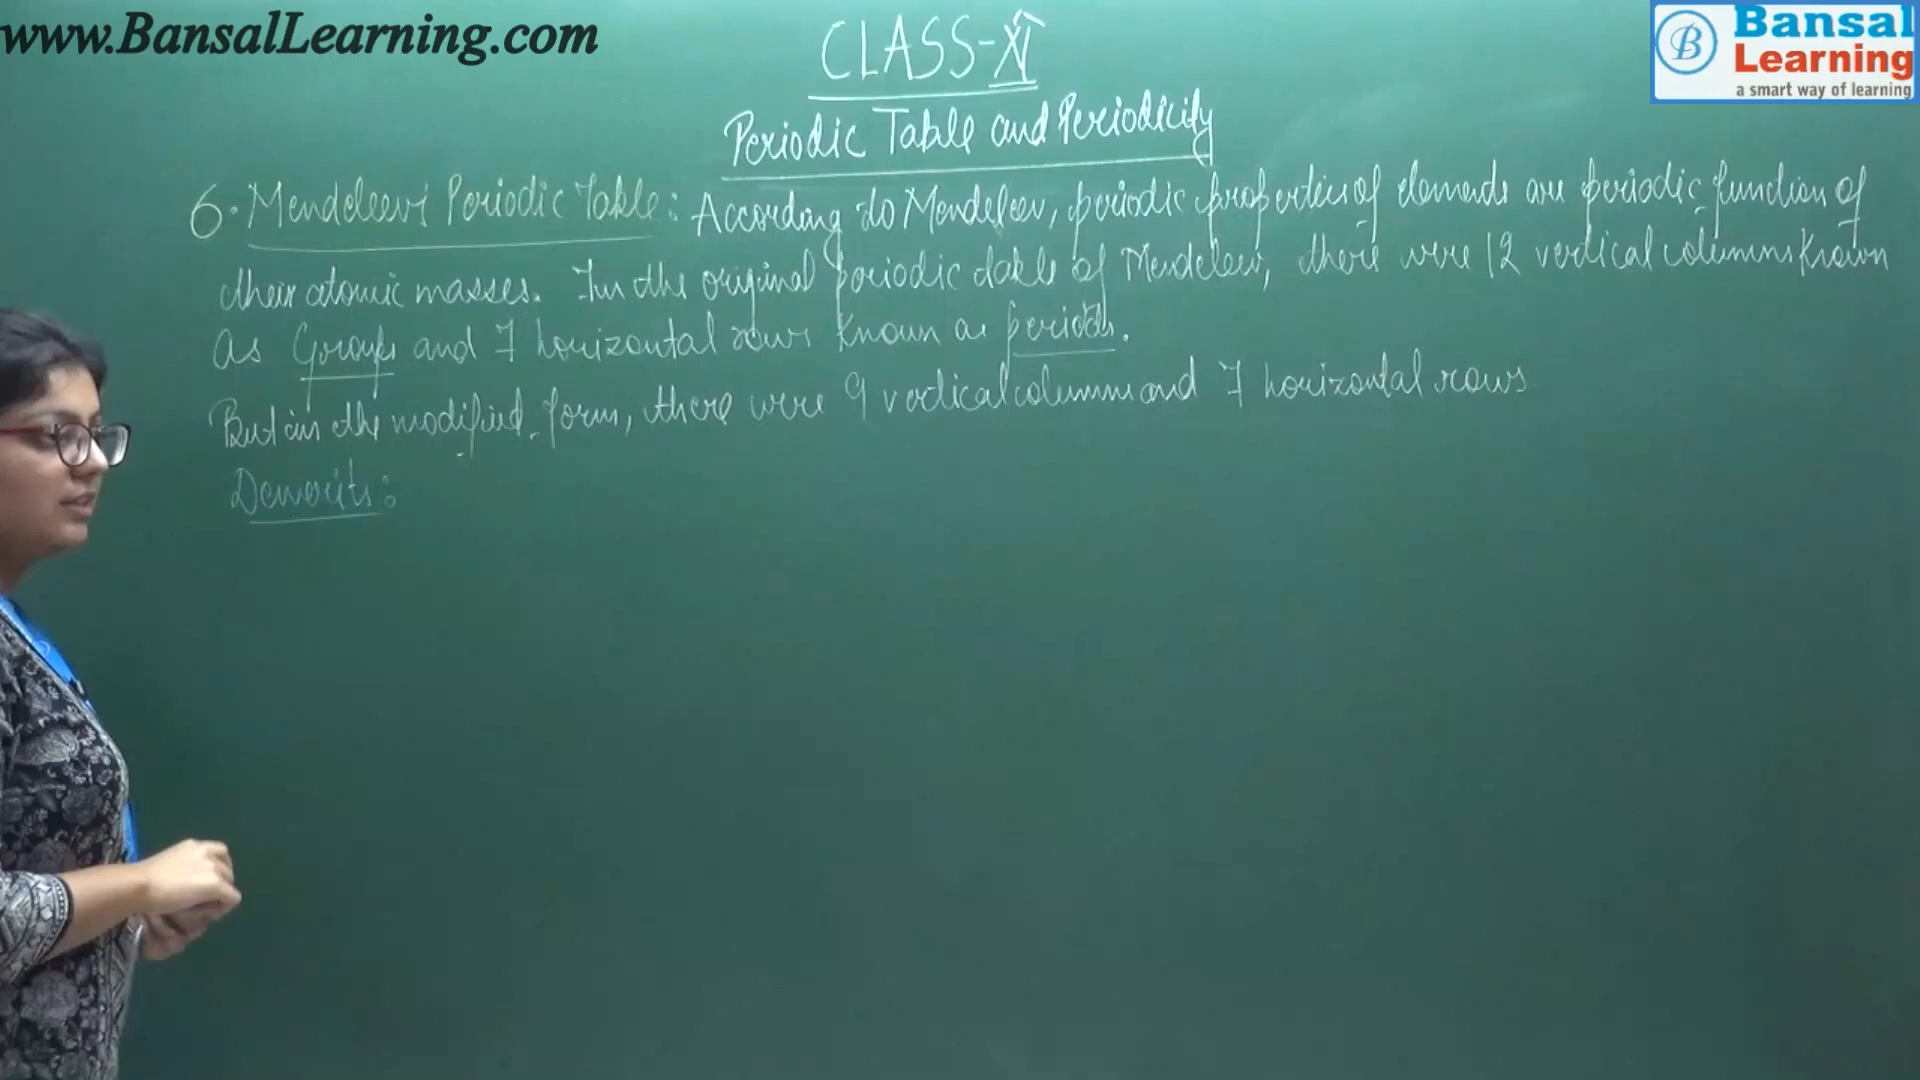 www.BansalLearning.com
Bansal
Learning
a smart way of learning
CLASS-XI
Periodic Table and Periodicity
6. Mendeleev's Periodic Table: According to Mendeleev, periodic properties of elements are periodic function of
their atomic masses. In the original periodic table of Mendeleev, there were 12 vertical columns known
as Groups and 7 horizontal rows known as periods.
But in the modified form, there were 9 vertical columns and 7 horizontal rows
Demerits: